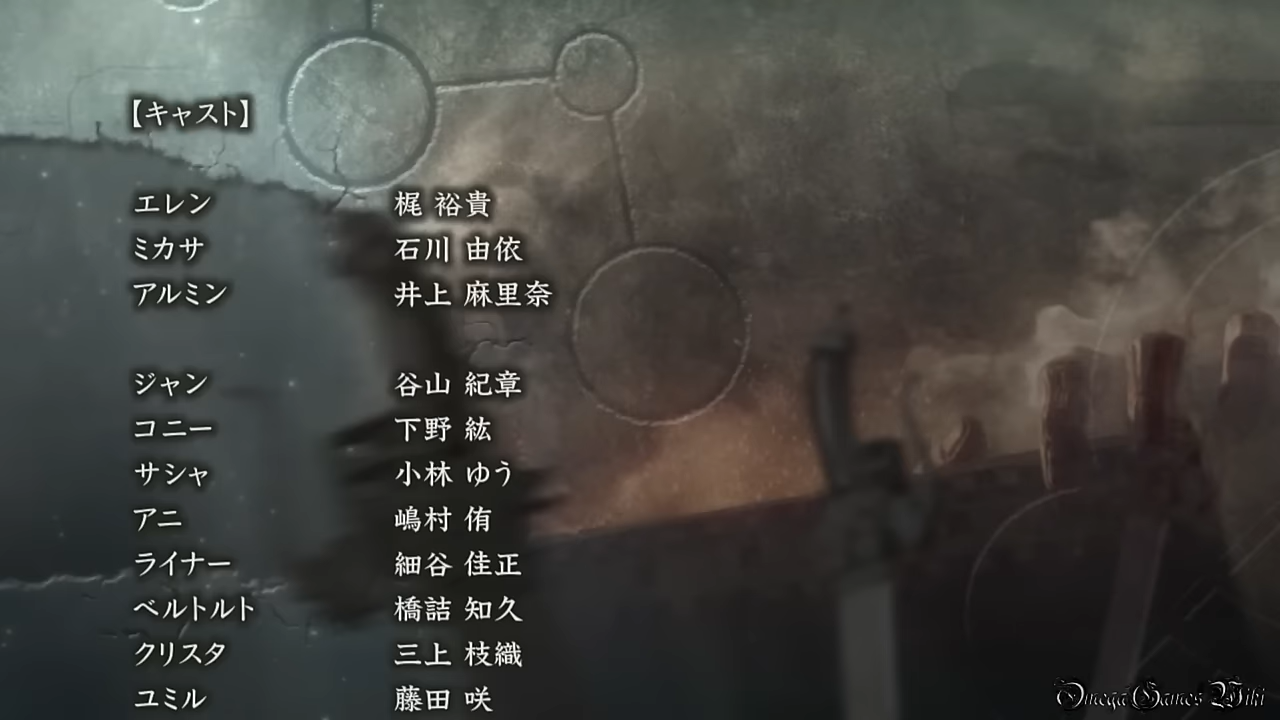 【キャスト】
エレン 梶 裕貴
ミカサ 石川 由依
アルミン 井上 麻里奈
ジャン 谷山 紀章
コニー 下野 紘
サシャ 小林 ゆう
アニ 嶋村 侑
ライナー 細谷 佳正
ベルトルト 橋詰 知久
クリスタ 三上 枝織
ユミル 藤田 咲
Omega Games Wiki